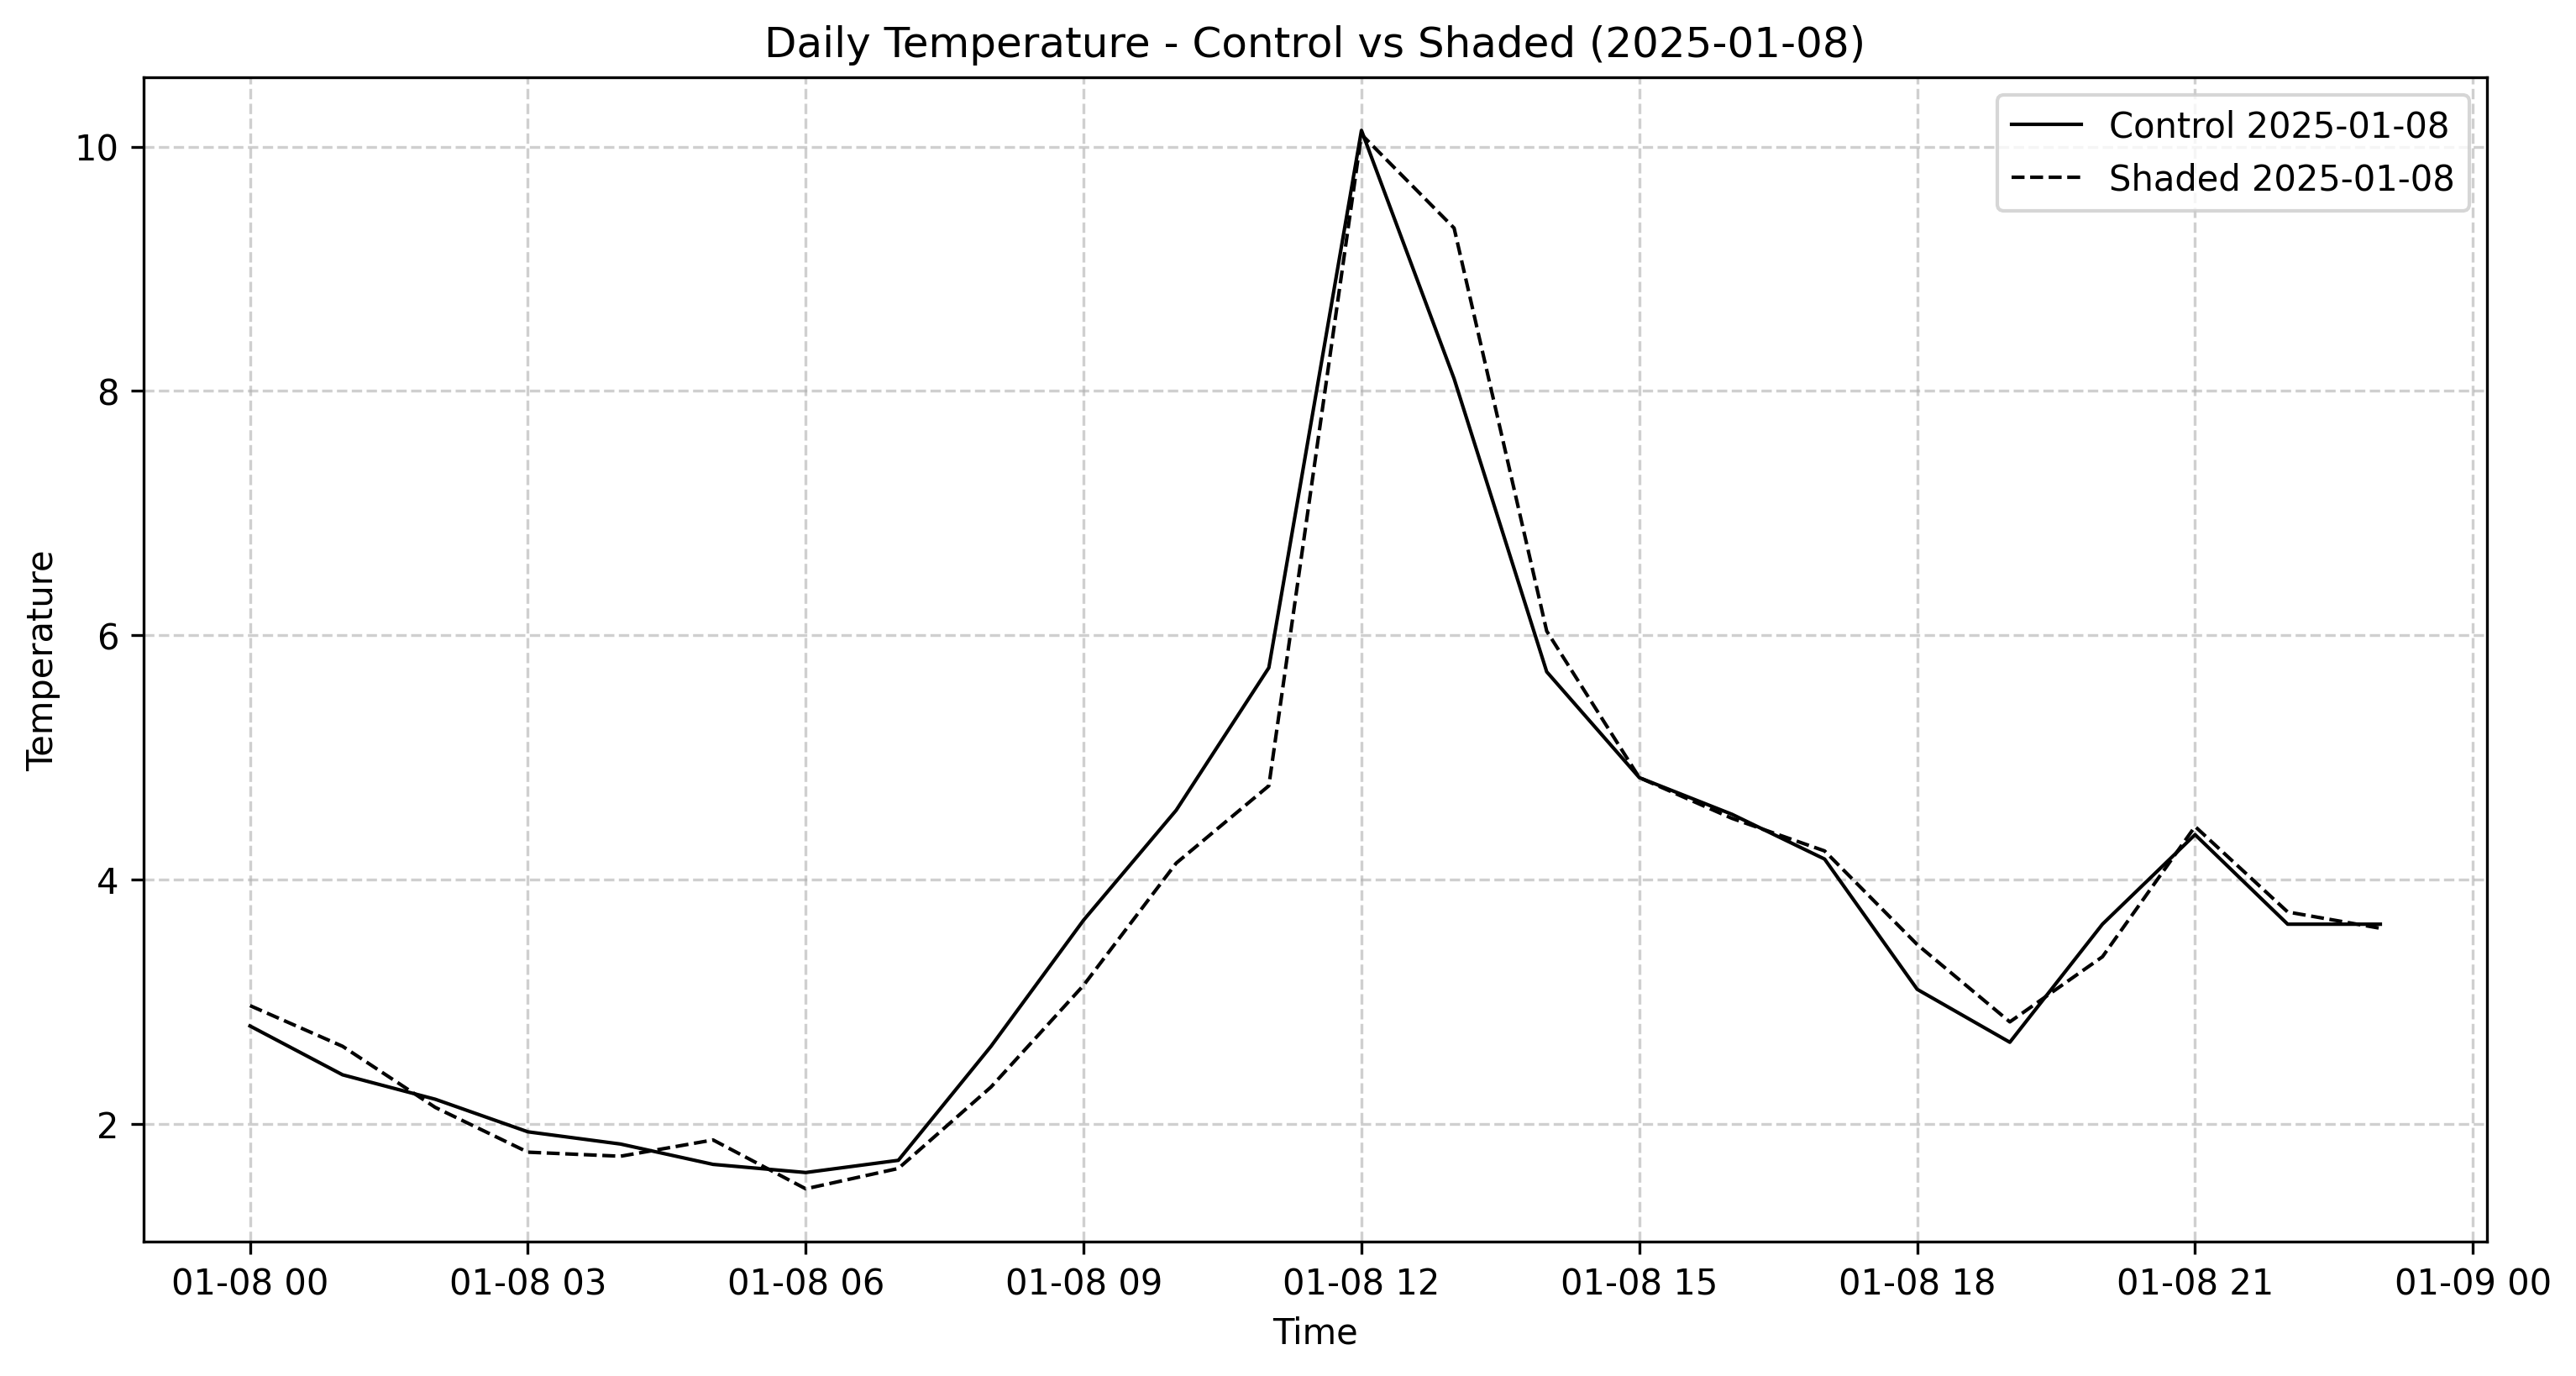 Daily Temperature - Control vs Shaded (2025-01-08)
Control 2025-01-08
Shaded 2025-01-08
10
8
6
4
2
Temperature
01-08 00 01-08 03 01-08 06 01-08 09 01-08 12 01-08 15 01-08 18 01-08 21 01-09 00
Time